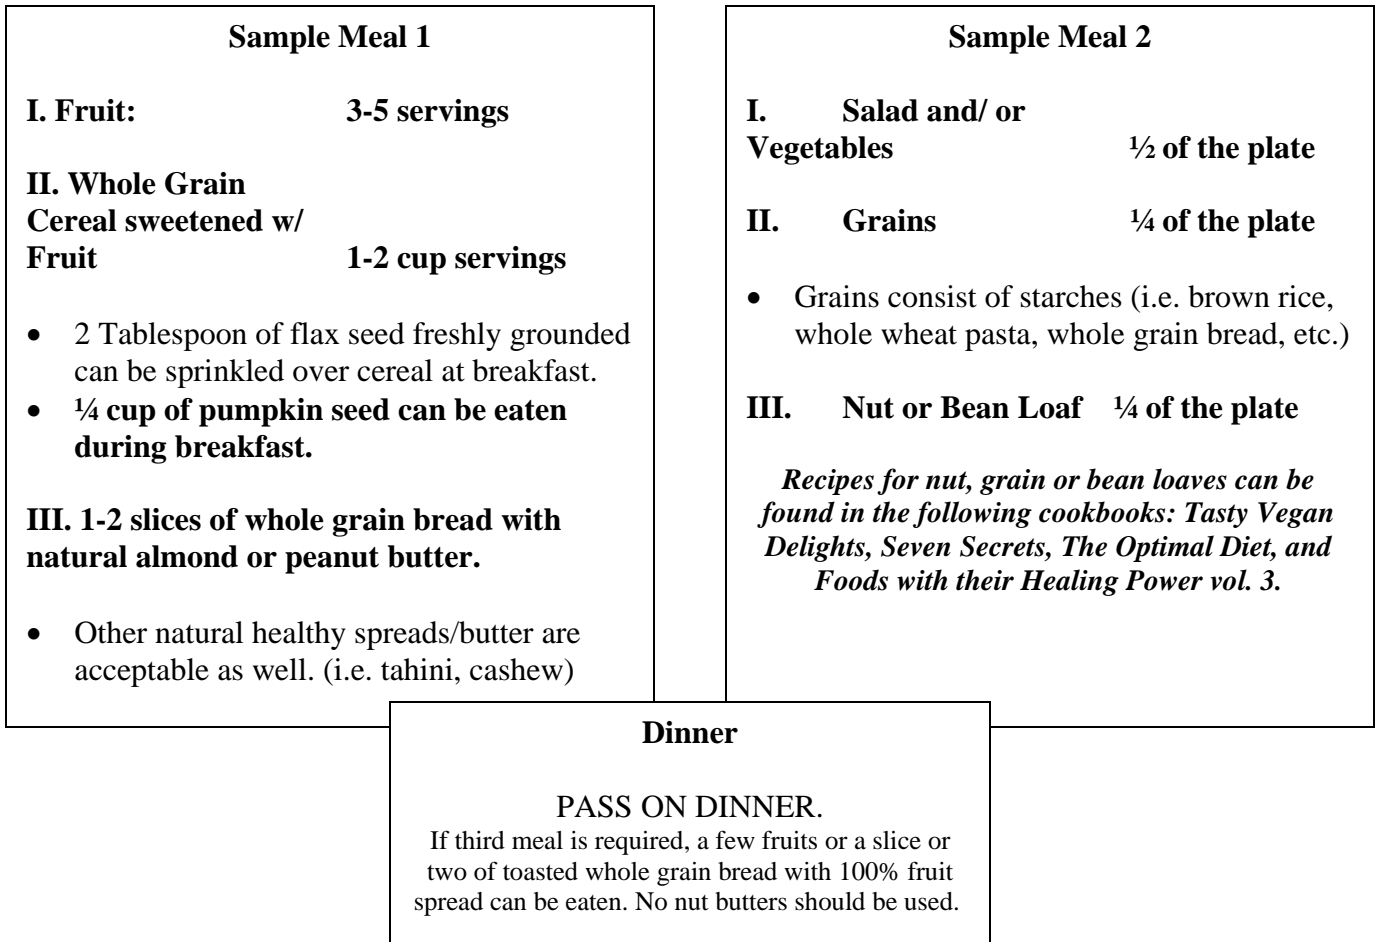 Sample Meal 1
I. Fruit: 3-5 servings
II. Whole Grain
Cereal sweetened w/
Fruit 1-2 cup servings
• 2 Tablespoon of flax seed freshly grounded
can be sprinkled over cereal at breakfast.
• ¼ cup of pumpkin seed can be eaten
during breakfast.
III. 1-2 slices of whole grain bread with
natural almond or peanut butter.
• Other natural healthy spreads/butter are
acceptable as well. (i.e. tahini, cashew)
Sample Meal 2
I. Salad and/ or
Vegetables ½ of the plate
II. Grains ¼ of the plate
• Grains consist of starches (i.e. brown rice,
whole wheat pasta, whole grain bread, etc.)
III. Nut or Bean Loaf ¼ of the plate
Recipes for nut, grain or bean loaves can be
found in the following cookbooks: Tasty Vegan
Delights, Seven Secrets, The Optimal Diet, and
Foods with their Healing Power vol. 3.
Dinner
PASS ON DINNER.
If third meal is required, a few fruits or a slice or
two of toasted whole grain bread with 100% fruit
spread can be eaten. No nut butters should be used.